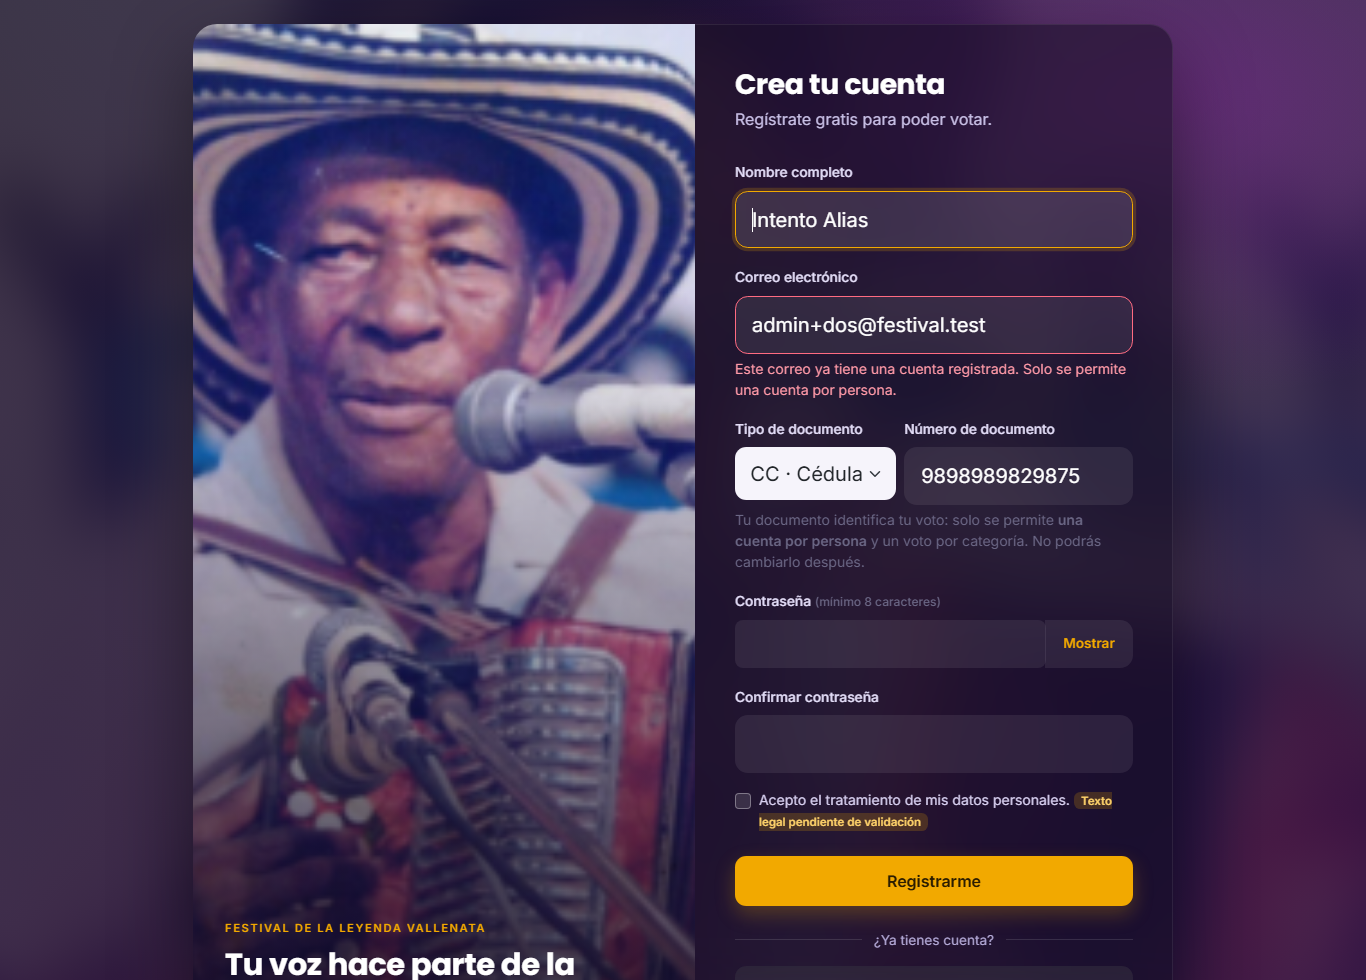 Crea tu cuenta
Regístrate gratis para poder votar.
Nombre completo
Intento Alias
Correo electrónico
admin+dos@festival.test
Este correo ya tiene una cuenta registrada. Solo se permite
una cuenta por persona.
Tipo de documento
Número de documento
CC · Cédula
9898989829875
Tu documento identifica tu voto: solo se permite una
cuenta por persona y un voto por categoría. No podrás
cambiarlo después.
Contraseña (mínimo 8 caracteres)
Mostrar
Confirmar contraseña
Acepto el tratamiento de mis datos personales. Texto
legal pendiente de validación
Registrarme
¿Ya tienes cuenta?
FESTIVAL DE LA LEYENDA VALLENATA
Tu voz hace parte de la